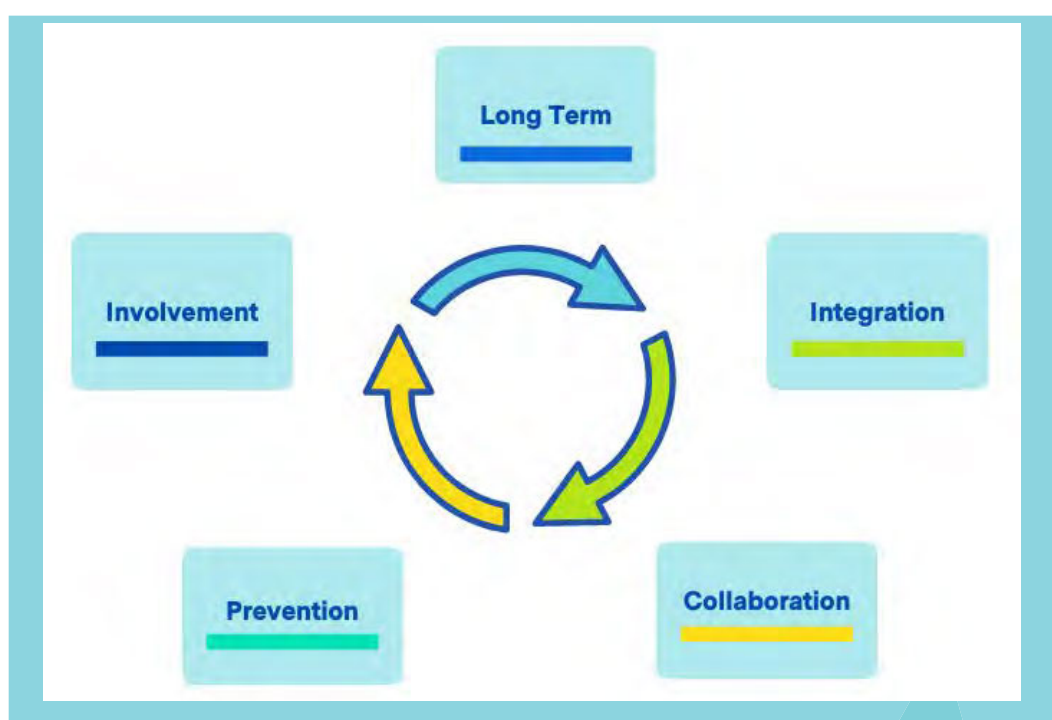 Long Term
Involvement
Integration
Prevention
Collaboration